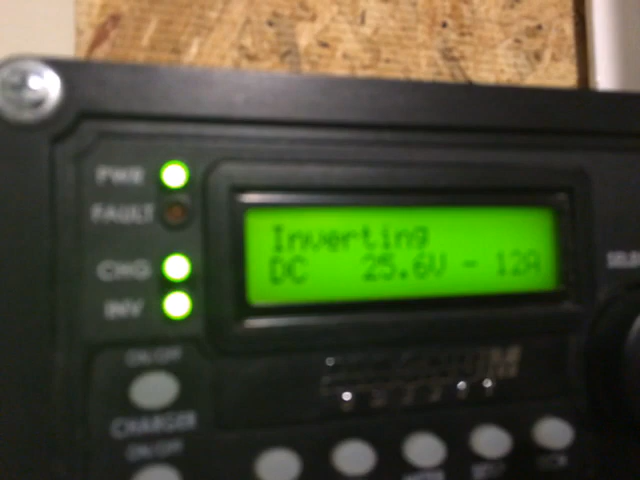 PWR
FAULT
CHG
INV
Inverting
DC 25.6V - 12A
ON/OFF
CHARGER
ON/OFF